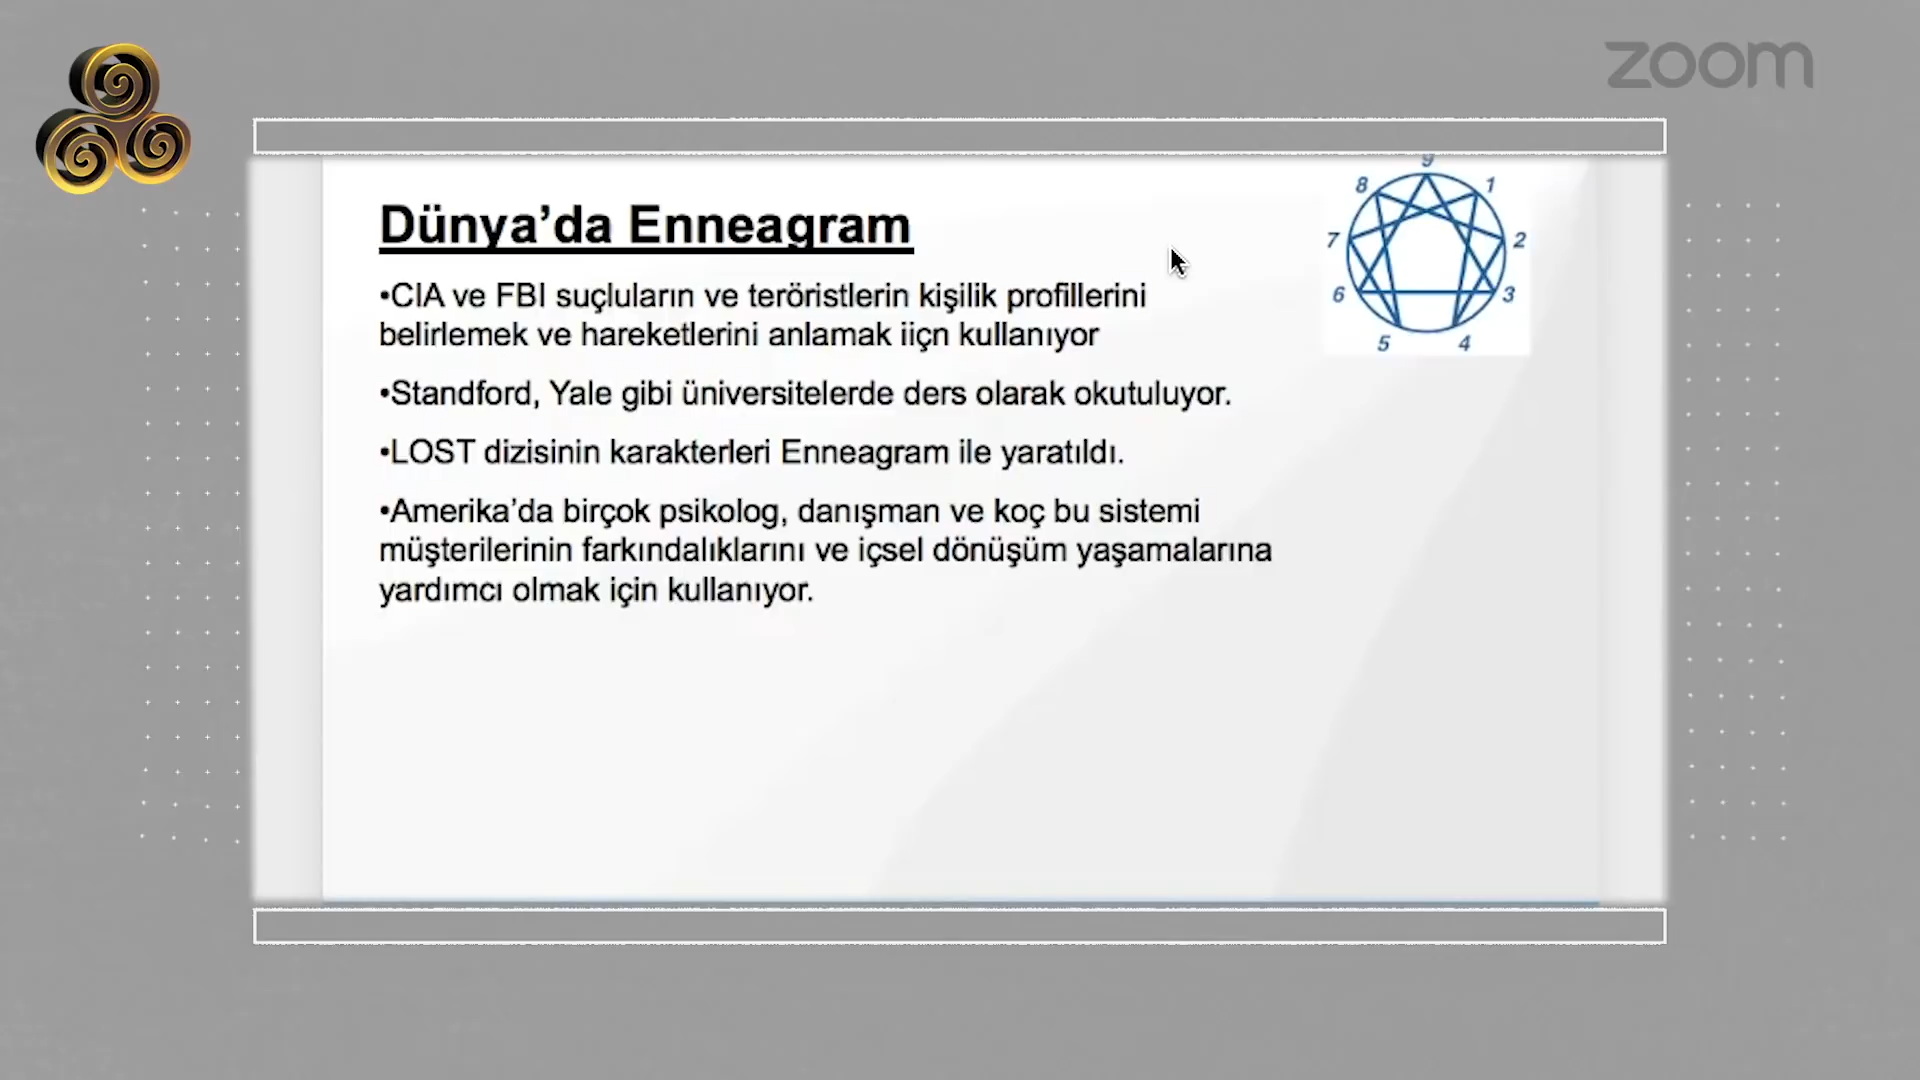 zoom
Dünya’da Enneagram
•CIA ve FBI suçluların ve teröristlerin kişilik profillerini
belirlemek ve hareketlerini anlamak iiçn kullanıyor
•Standford, Yale gibi üniversitelerde ders olarak okutuluyor.
•LOST dizisinin karakterleri Enneagram ile yaratıldı.
•Amerika’da birçok psikolog, danışman ve koç bu sistemi
müşterilerinin farkındalıklarını ve içsel dönüşüm yaşamalarına
yardımcı olmak için kullanıyor.
9
8 1
7 2
6 3
5 4